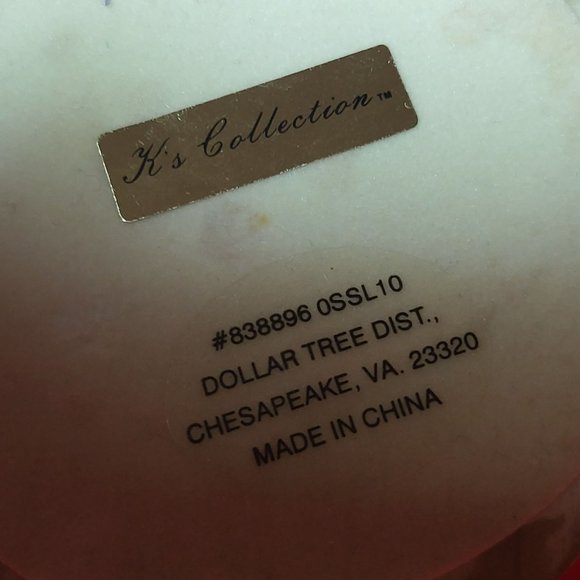 K's Collection™
#838896 0SSL10
DOLLAR TREE DIST.,
CHESAPEAKE, VA. 23320
MADE IN CHINA